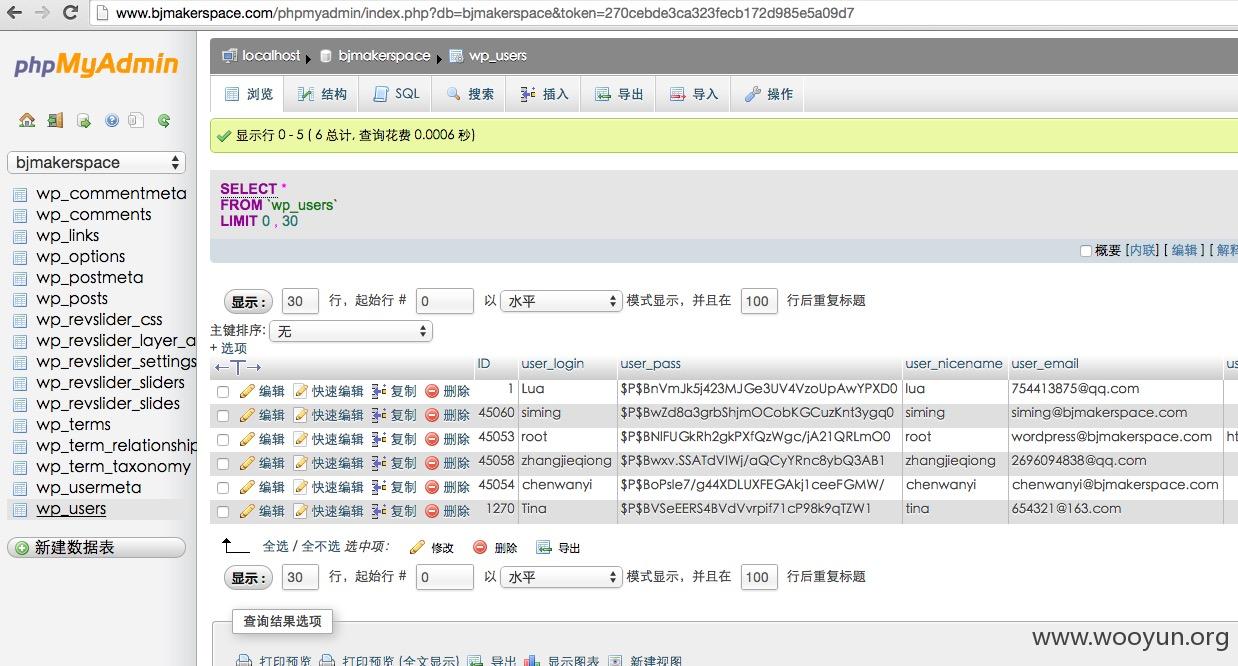 www.bjmakerspace.com/phpmyadmin/index.php?db=bjmakerspace&token=270cebde3ca323fecb172d985e5a09d7
phpMyAdmin
localhost bjmakerspace wp_users
浏览 结构 SQL 搜索 插入 导出 导入 操作
显示行 0 - 5 ( 6 总计, 查询花费 0.0006 秒)
bjmakerspace
wp_commentmeta
wp_comments
wp_links
wp_options
wp_postmeta
wp_posts
wp_revslider_css
wp_revslider_layer_a
wp_revslider_settings
wp_revslider_sliders
wp_revslider_slides
wp_terms
wp_term_relationship
wp_term_taxonomy
wp_usermeta
wp_users
新建数据表
SELECT *
FROM `wp_users`
LIMIT 0 , 30
概要 [内联] [ 编辑 ] [ 解释
显示 : 30 行，起始行 # 0 以 水平 模式显示，并且在 100 行后重复标题
主键排序: 无
+ 选项
←T→ ID user_login user_pass user_nicename user_email us
编辑 快速编辑 复制 删除 1 Lua $P$BnVmJk5j423MJGe3UV4VzoUpAwYPXD0 lua 754413875@qq.com
编辑 快速编辑 复制 删除 45060 siming $P$BwZd8a3grbShjmOCobKGCuzKnt3ygq0 siming siming@bjmakerspace.com
编辑 快速编辑 复制 删除 45053 root $P$BNIFUGkRh2gkPXfQzWgc/jA21QRLmO0 root wordpress@bjmakerspace.com ht
编辑 快速编辑 复制 删除 45058 zhangjieqiong $P$Bwxv.SSATdVIWj/aQCyYRnc8ybQ3AB1 zhangjieqiong 2696094838@qq.com
编辑 快速编辑 复制 删除 45054 chenwanyi $P$BoPsIe7/g44XDLUXFEGAkj1ceeFGMW/ chenwanyi chenwanyi@bjmakerspace.com
编辑 快速编辑 复制 删除 1270 Tina $P$BVSeEERS4BVdVvrpif71cP98k9qTZW1 tina 654321@163.com
全选 / 全不选 选中项: 修改 删除 导出
显示 : 30 行，起始行 # 0 以 水平 模式显示，并且在 100 行后重复标题
查询结果选项
打印预览 打印预览 (全文显示) 导出 显示图表 新建视图
www.wooyun.org